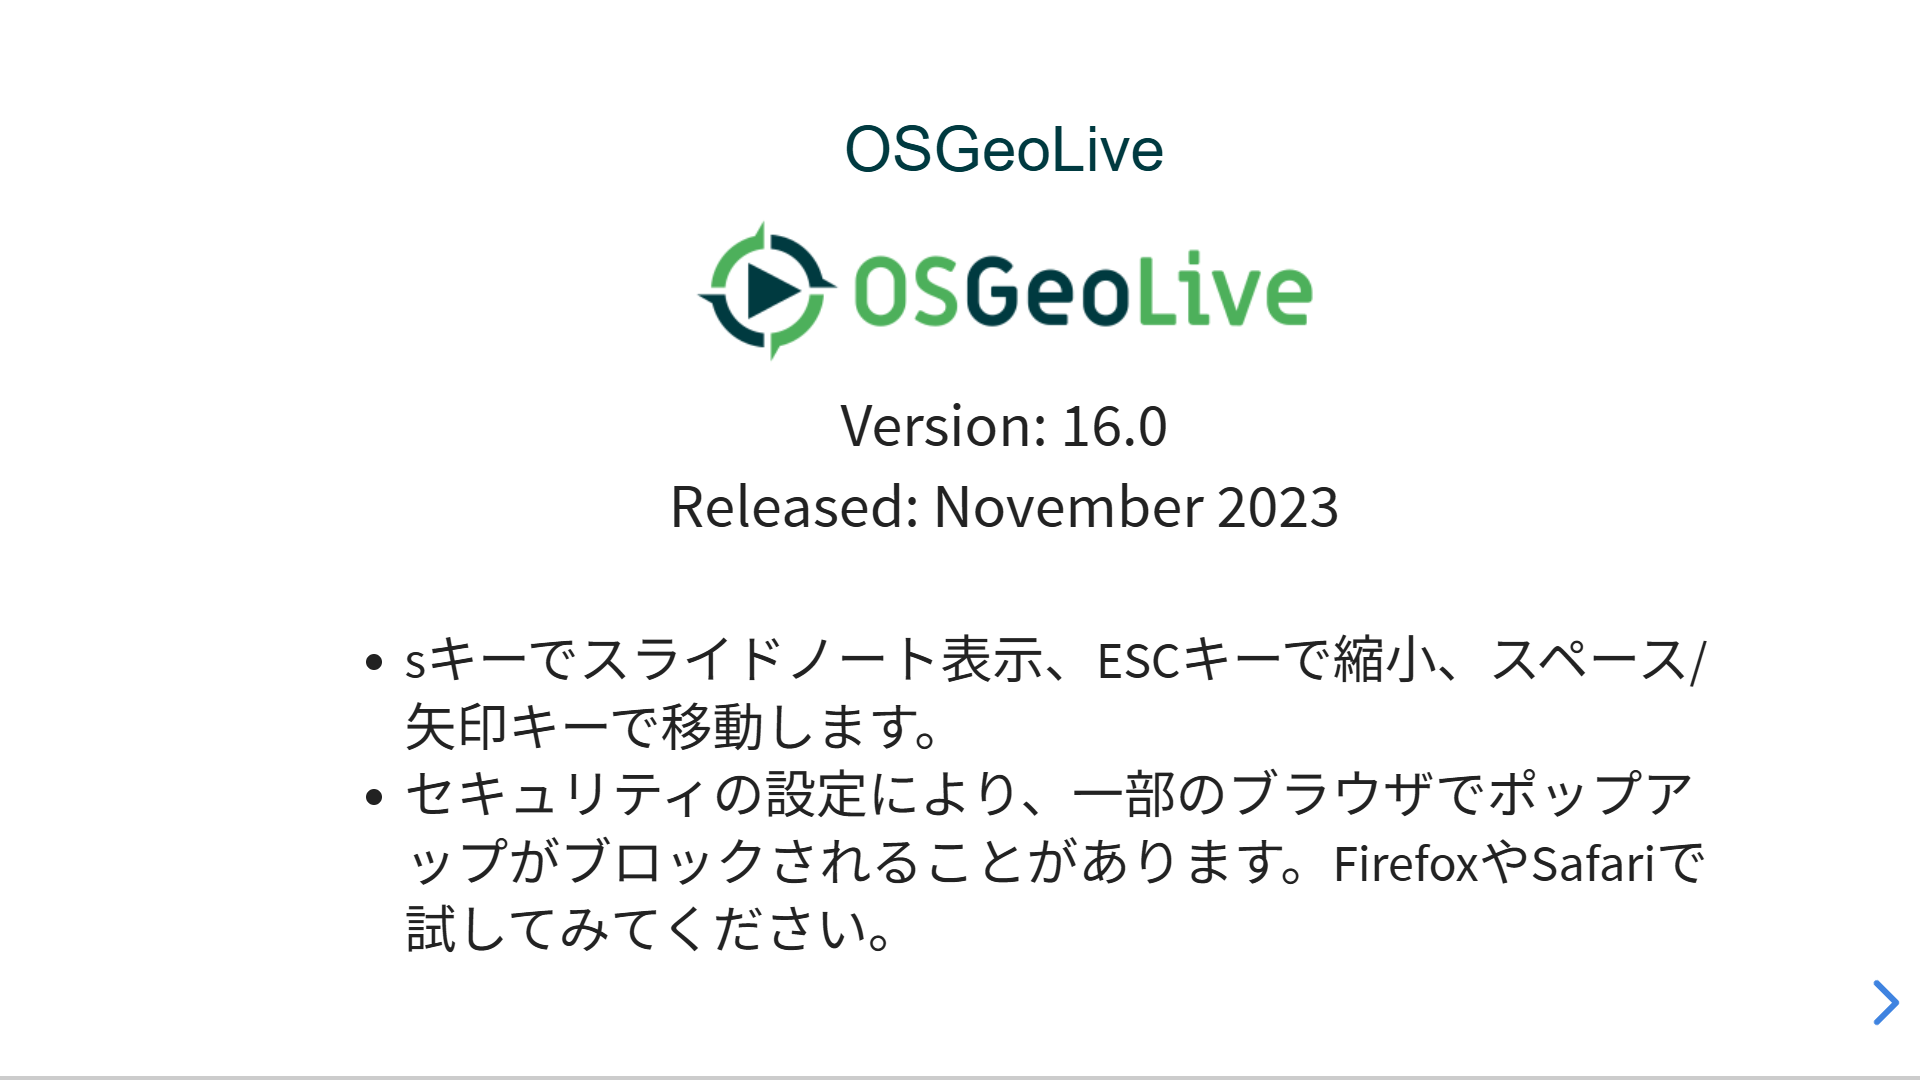 OSGeoLive
OSGeoLive
Version: 16.0
Released: November 2023
• sキーでスライドノート表示、ESCキーで縮小、スペース/
矢印キーで移動します。
• セキュリティの設定により、一部のブラウザでポップア
ップがブロックされることがあります。FirefoxやSafariで
試してみてください。